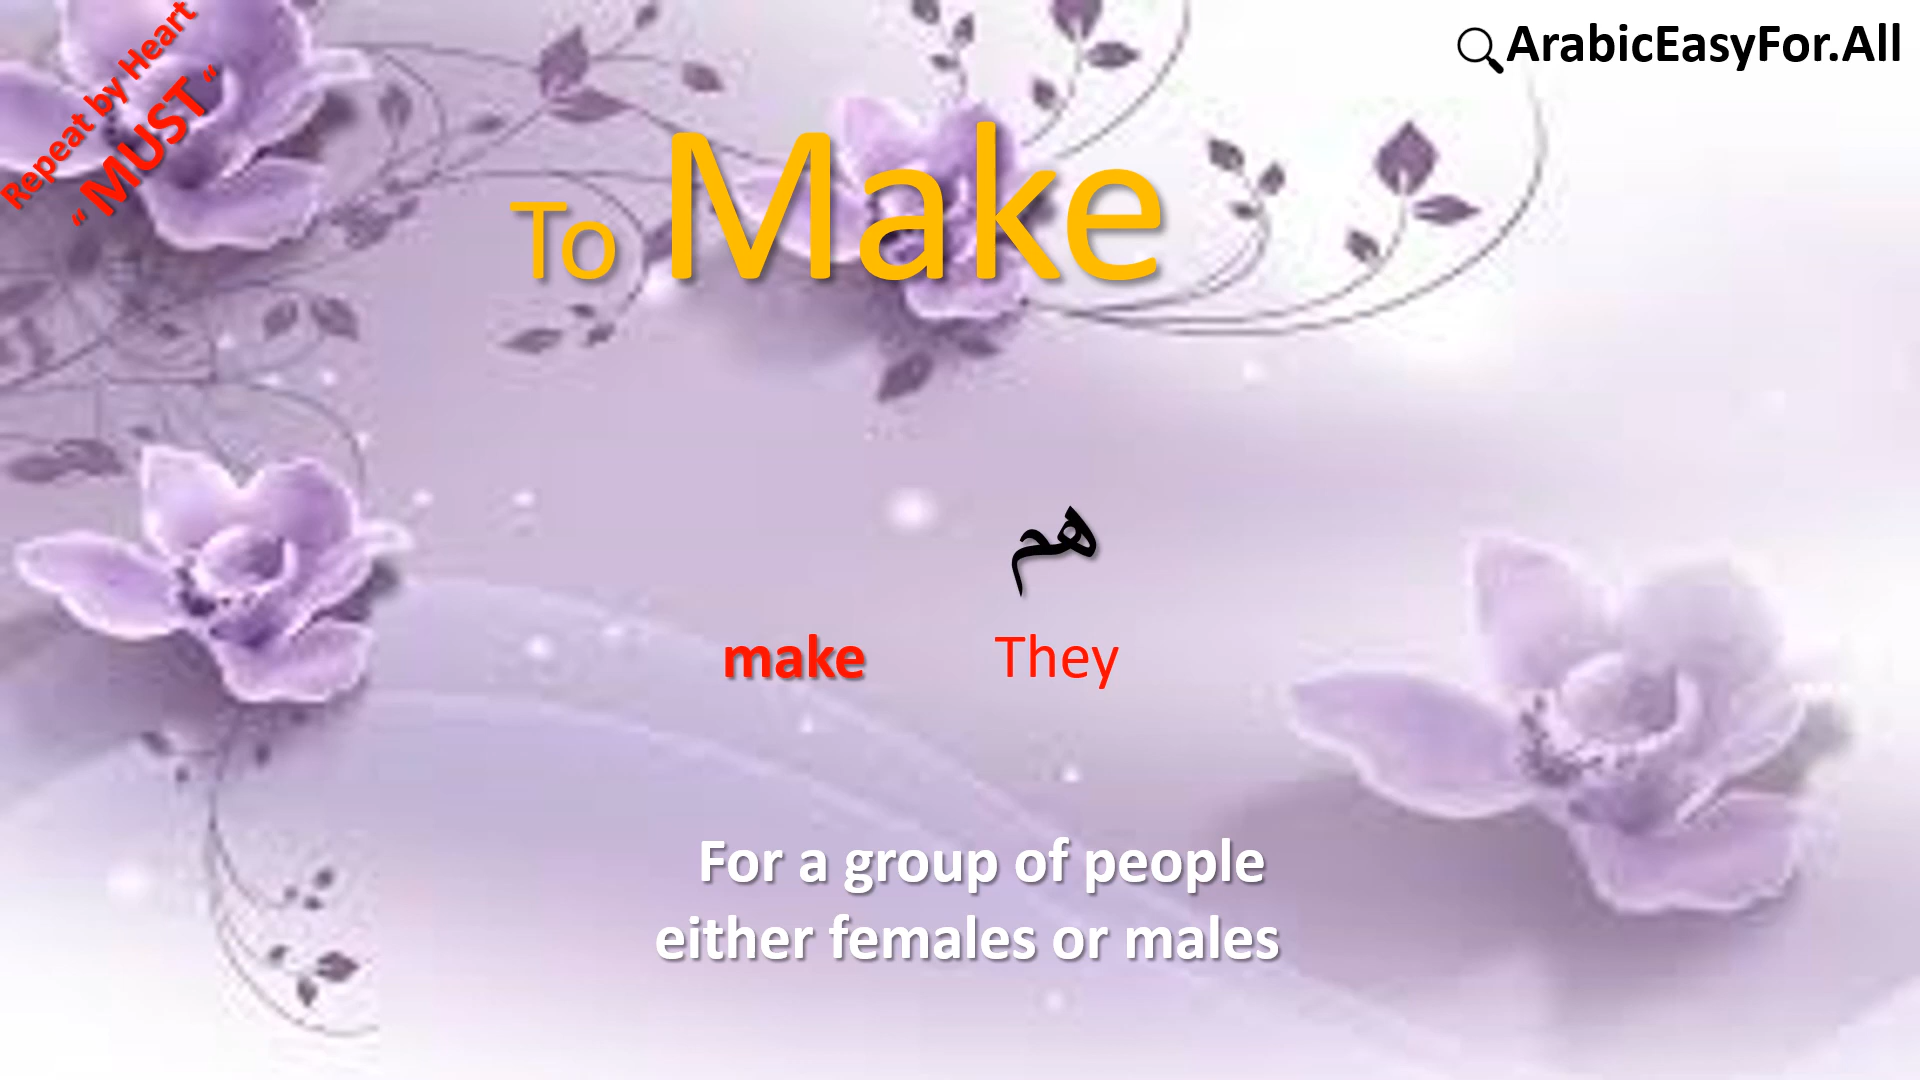 Repeat by Heart
“ MUST “
ArabicEasyFor.All
To Make
هم
make They
For a group of people
either females or males